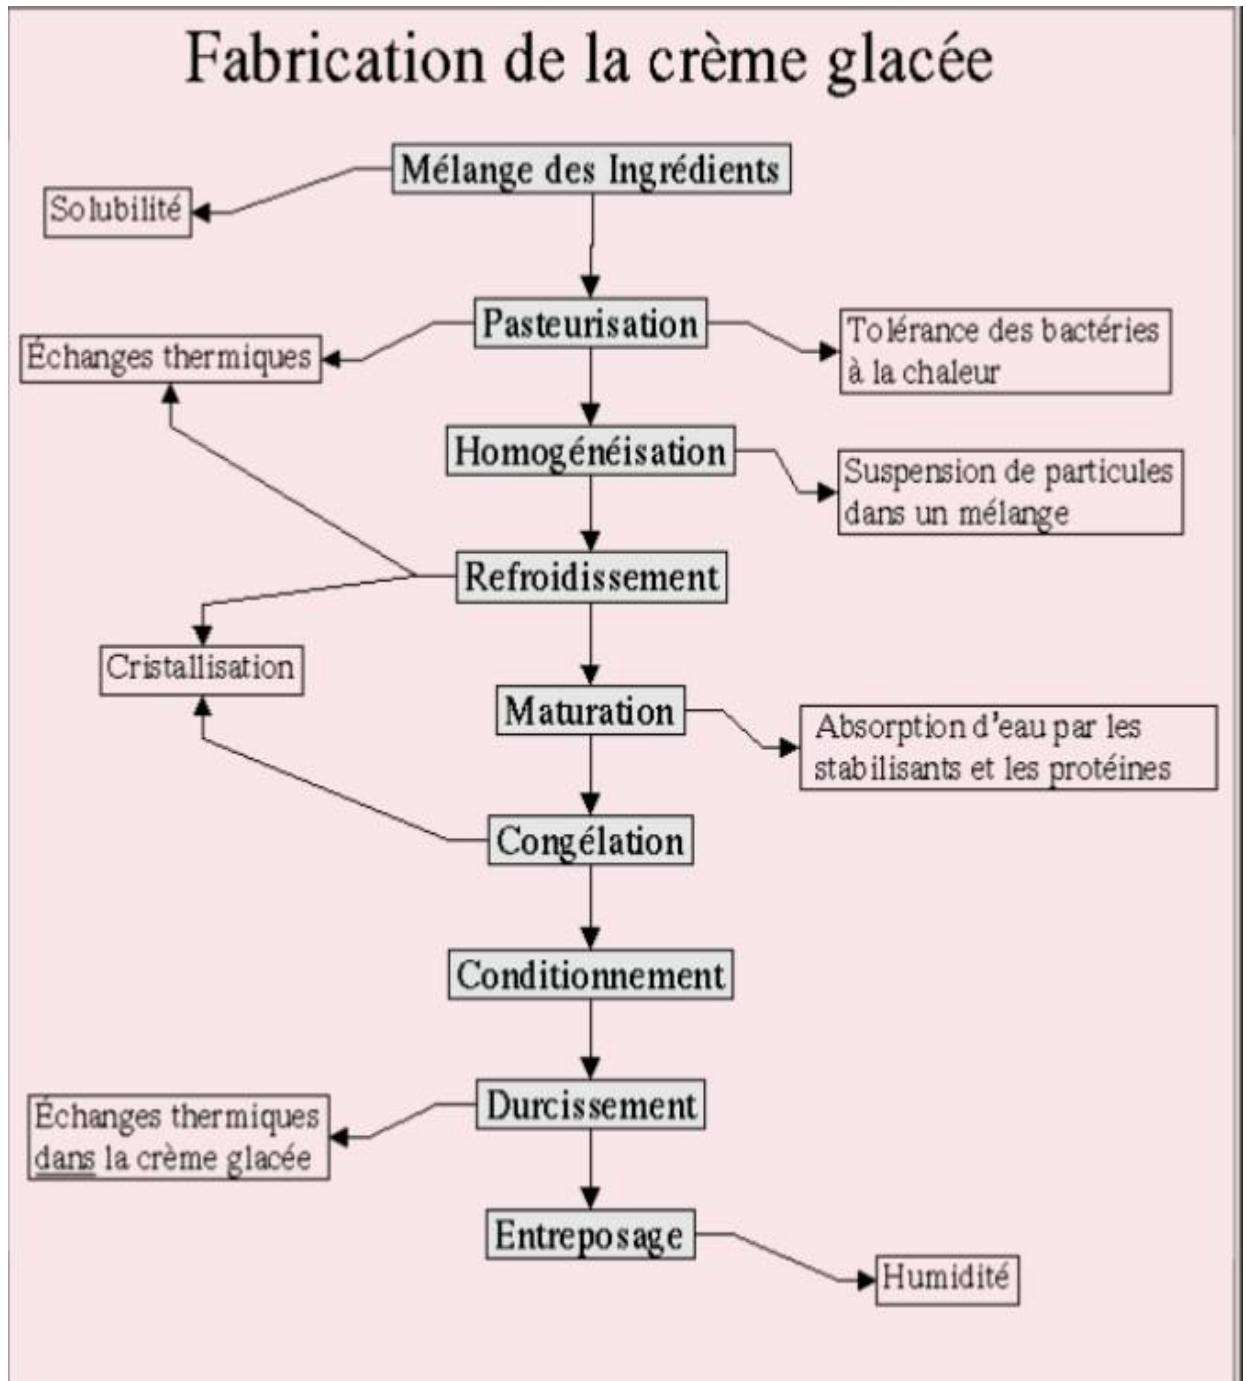 Fabrication de la crème glacée
Mélange des Ingrédients
Solubilité
Pasteurisation
Échanges thermiques
Tolérance des bactéries
à la chaleur
Homogénéisation
Suspension de particules
dans un mélange
Refroidissement
Cristallisation
Maturation
Absorption d'eau par les
stabilisants et les protéines
Congélation
Conditionnement
Durcissement
Échanges thermiques
dans la crème glacée
Entreposage
Humidité